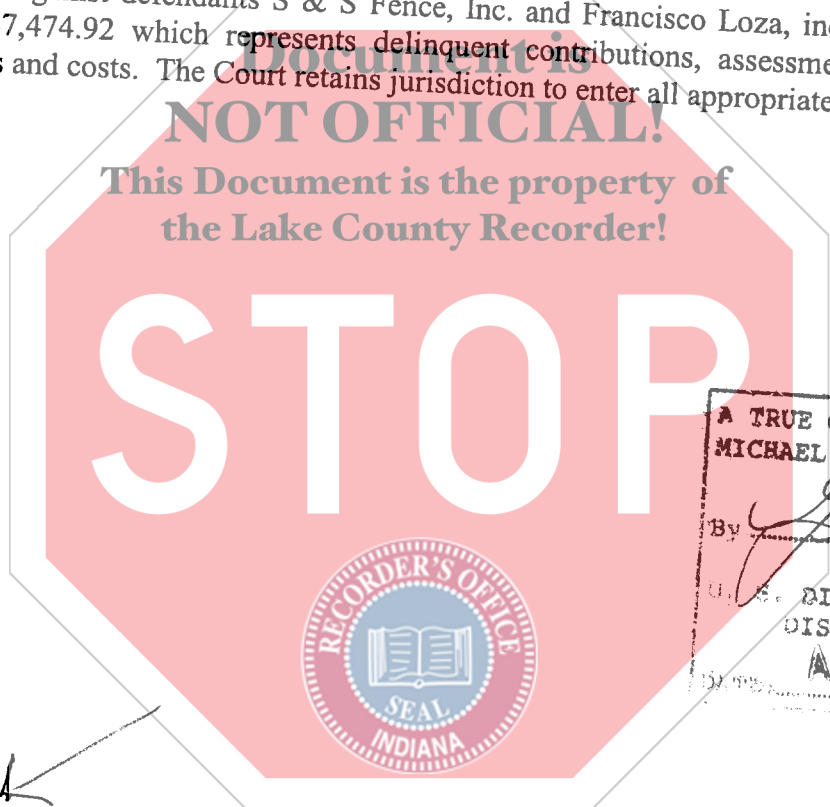 against defendants S & S Fence, Inc. and Francisco Loza,
7,474.92 which represents delinquent contributions,
and costs. The Court retains jurisdiction to enter all appropriate
Document is
NOT OFFICIAL!
This Document is the property of
the Lake County Recorder!
STOP
A TRUE
MICHAEL
By
RECORDER'S OFFICE
SEAL
INDIANA